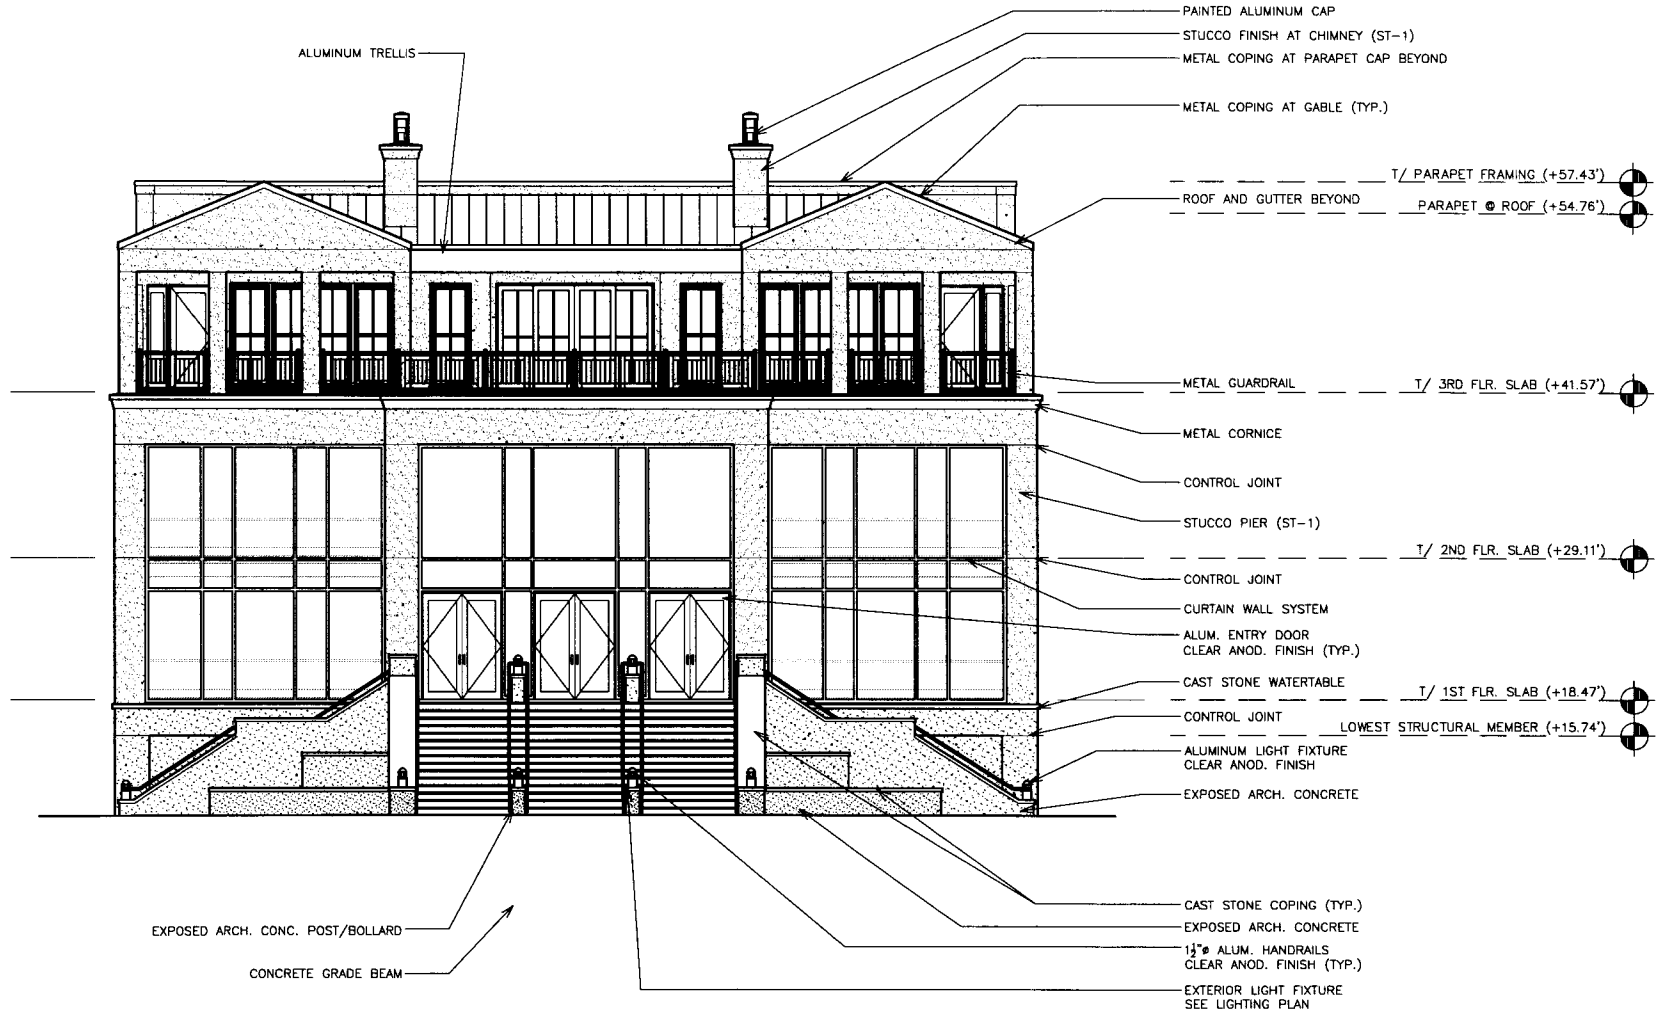 PAINTED ALUMINUM CAP
STUCCO FINISH AT CHIMNEY (ST-1)
ALUMINUM TRELLIS
METAL COPING AT PARAPET CAP BEYOND
METAL COPING AT GABLE (TYP.)
T/ PARAPET FRAMING (+57.43')
ROOF AND GUTTER BEYOND
PARAPET @ ROOF (+54.76')
METAL GUARDRAIL
T/ 3RD FLR. SLAB (+41.57')
METAL CORNICE
CONTROL JOINT
STUCCO PIER (ST-1)
T/ 2ND FLR. SLAB (+29.11')
CONTROL JOINT
CURTAIN WALL SYSTEM
ALUM. ENTRY DOOR
CLEAR ANOD. FINISH (TYP.)
CAST STONE WATERTABLE
T/ 1ST FLR. SLAB (+18.47')
CONTROL JOINT
LOWEST STRUCTURAL MEMBER (+15.74')
ALUMINUM LIGHT FIXTURE
CLEAR ANOD. FINISH
EXPOSED ARCH. CONCRETE
CAST STONE COPING (TYP.)
EXPOSED ARCH. CONC. POST/BOLLARD
EXPOSED ARCH. CONCRETE
1½"ø ALUM. HANDRAILS
CLEAR ANOD. FINISH (TYP.)
CONCRETE GRADE BEAM
EXTERIOR LIGHT FIXTURE
SEE LIGHTING PLAN